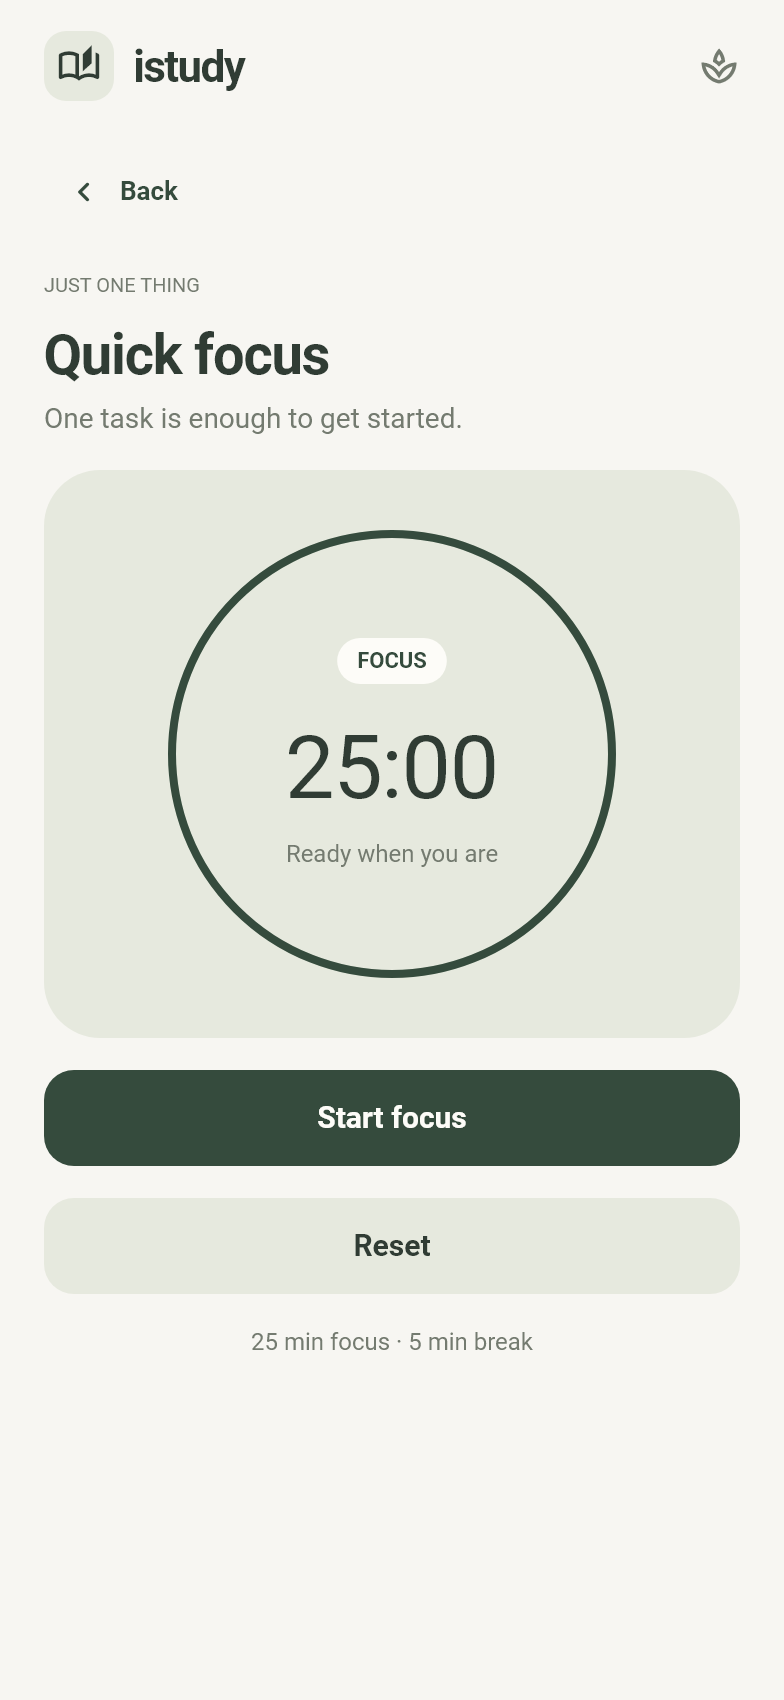 istudy
Back
JUST ONE THING
Quick focus
One task is enough to get started.
FOCUS
25:00
Ready when you are
Start focus
Reset
25 min focus · 5 min break